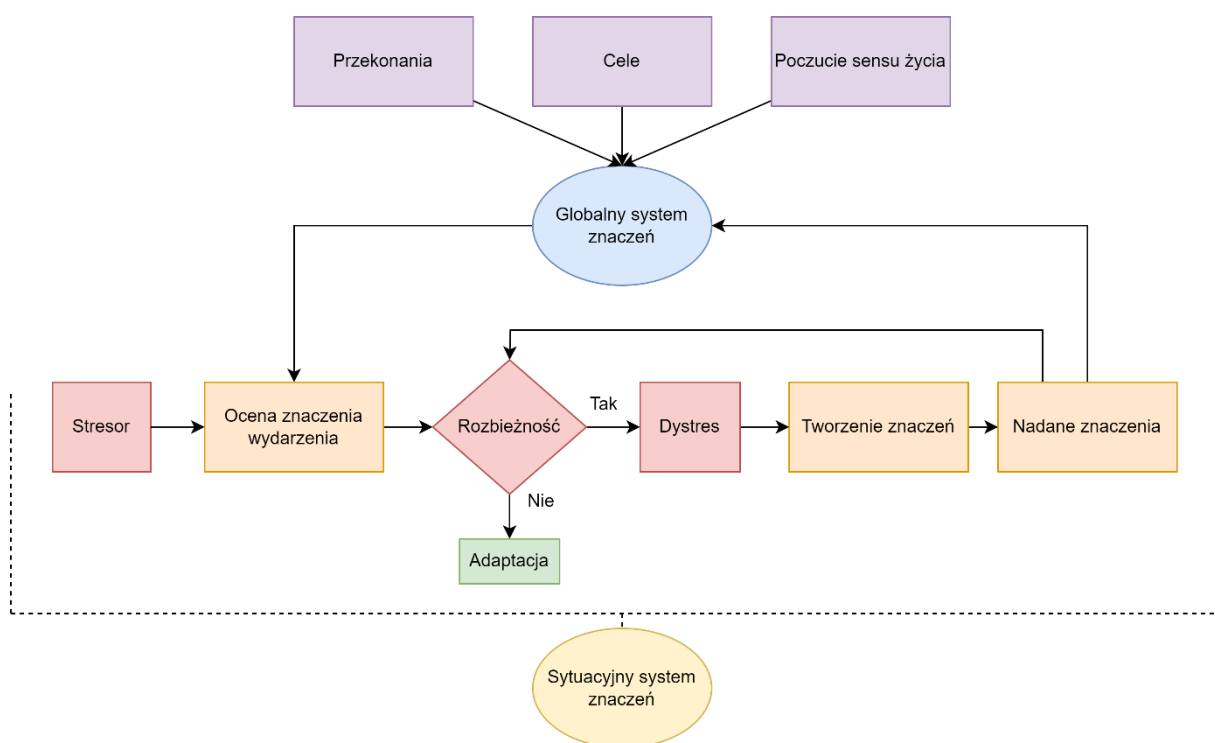 Przekonania
Cele
Poczucie sensu życia
Globalny system
znaczeń
Stresor
Ocena znaczenia
wydarzenia
Rozbieżność
Tak
Dystres
Tworzenie znaczeń
Nadane znaczenia
Nie
Adaptacja
Sytuacyjny system
znaczeń